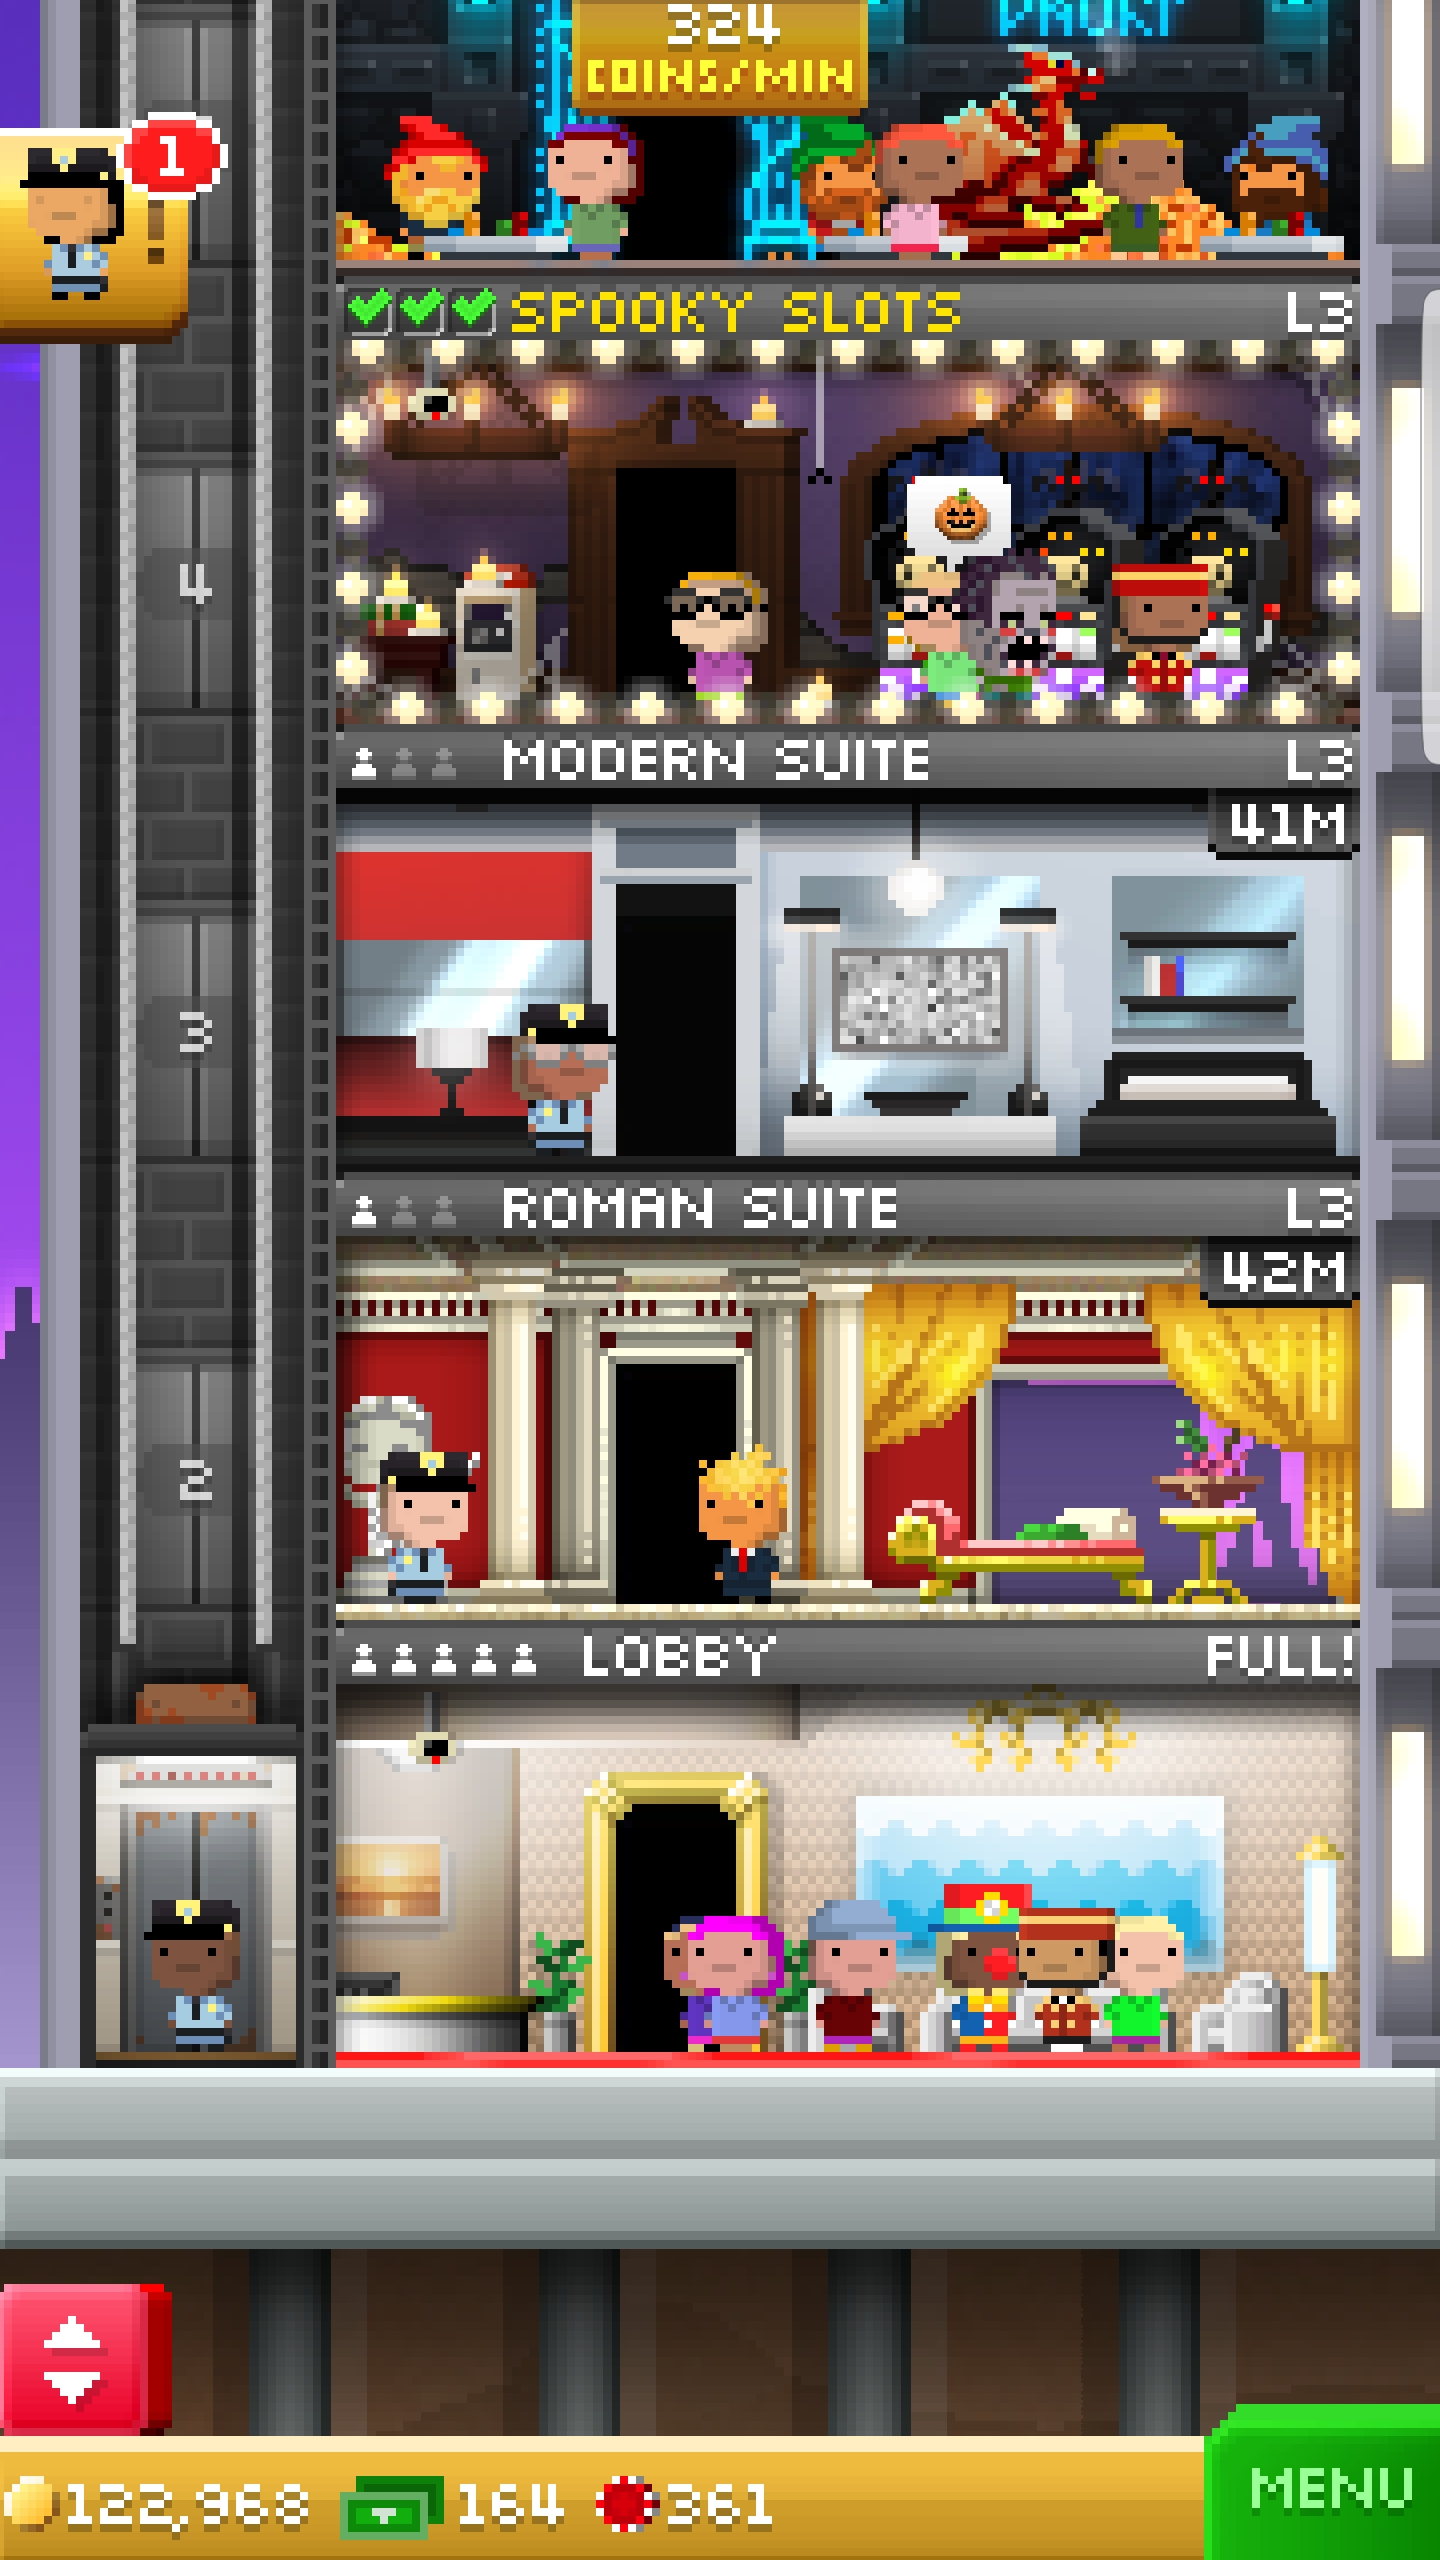 324
COINS/MIN
1
!
SPOOKY SLOTS L3
4
MODERN SUITE L3
41M
3
ROMAN SUITE L3
42M
2
LOBBY FULL!
122,968 164 361
MENU